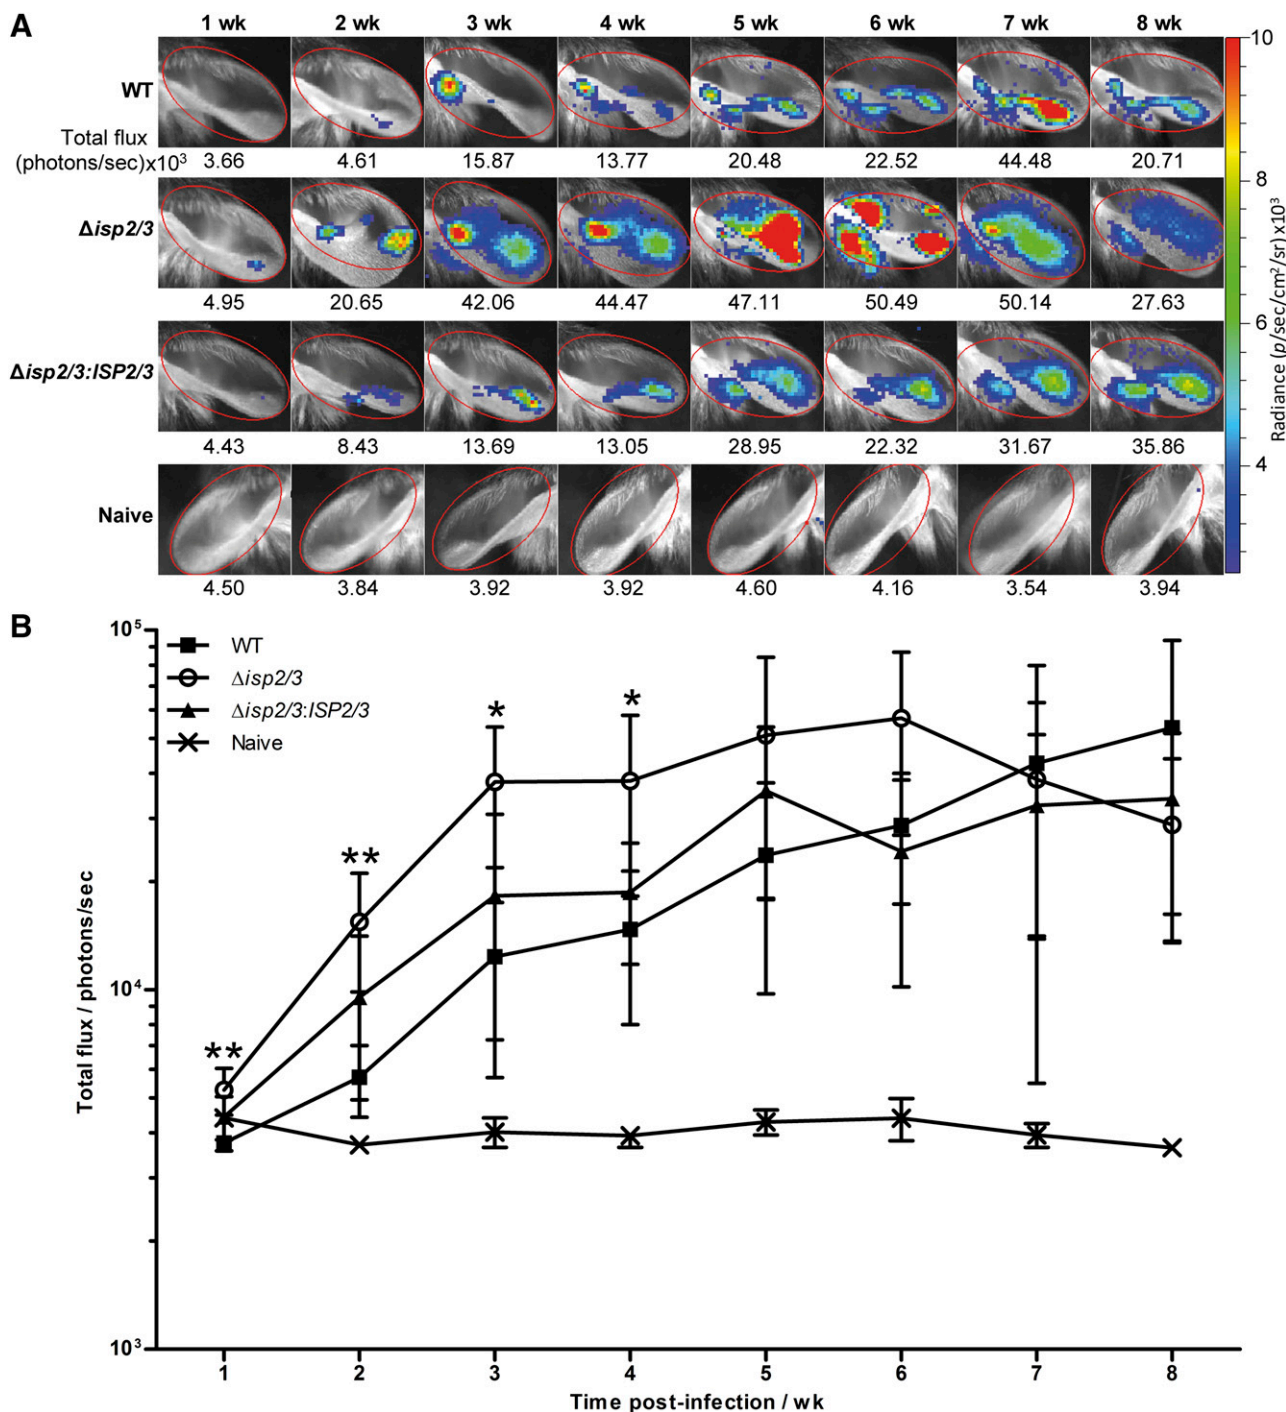 A
1 wk 2 wk 3 wk 4 wk 5 wk 6 wk 7 wk 8 wk
WT
Total flux
(photons/sec)x10³
3.66 4.61 15.87 13.77 20.48 22.52 44.48 20.71
Δisp2/3
4.95 20.65 42.06 44.47 47.11 50.49 50.14 27.63
Δisp2/3:ISP2/3
4.43 8.43 13.69 13.05 28.95 22.32 31.67 35.86
Naive
4.50 3.84 3.92 3.92 4.60 4.16 3.54 3.94
10
8
6
4
Radiance (p/sec/cm²/sr) x10³
B
WT
Δisp2/3
Δisp2/3:ISP2/3
Naive
** ** * *
10⁵
10⁴
10³
Total flux / photons/sec
1 2 3 4 5 6 7 8
Time post-infection / wk